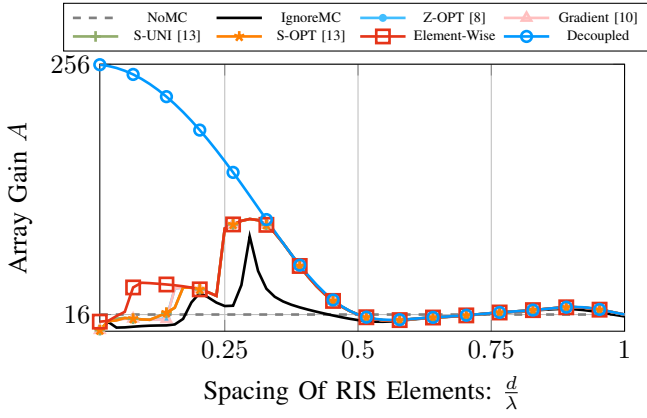 NoMC IgnoreMC Z-OPT [8] Gradient [10]
S-UNI [13] S-OPT [13] Element-Wise Decoupled
256
16
Array Gain A
0.25 0.5 0.75 1
Spacing Of RIS Elements: d/λ